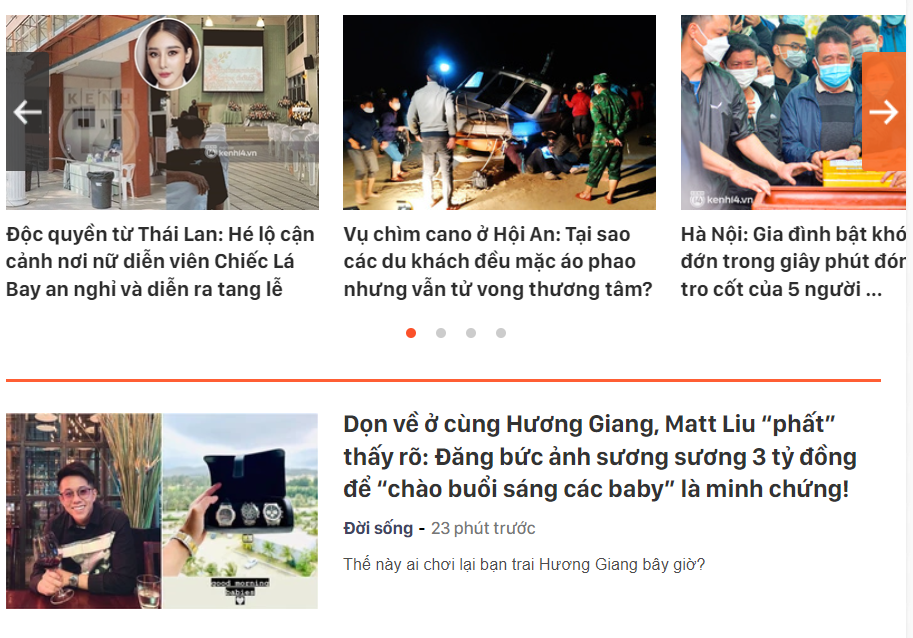 KENH
14
kenh14.vn
kenh14.vn
Độc quyền từ Thái Lan: Hé lộ cận
cảnh nơi nữ diễn viên Chiếc Lá
Bay an nghỉ và diễn ra tang lễ
Vụ chìm cano ở Hội An: Tại sao
các du khách đều mặc áo phao
nhưng vẫn tử vong thương tâm?
Hà Nội: Gia đình bật khó
đớn trong giây phút đón
tro cốt của 5 người ...
Dọn về ở cùng Hương Giang, Matt Liu “phất”
thấy rõ: Đăng bức ảnh sương sương 3 tỷ đồng
để “chào buổi sáng các baby” là minh chứng!
Đời sống - 23 phút trước
Thế này ai chơi lại bạn trai Hương Giang bây giờ?
good morning
babies